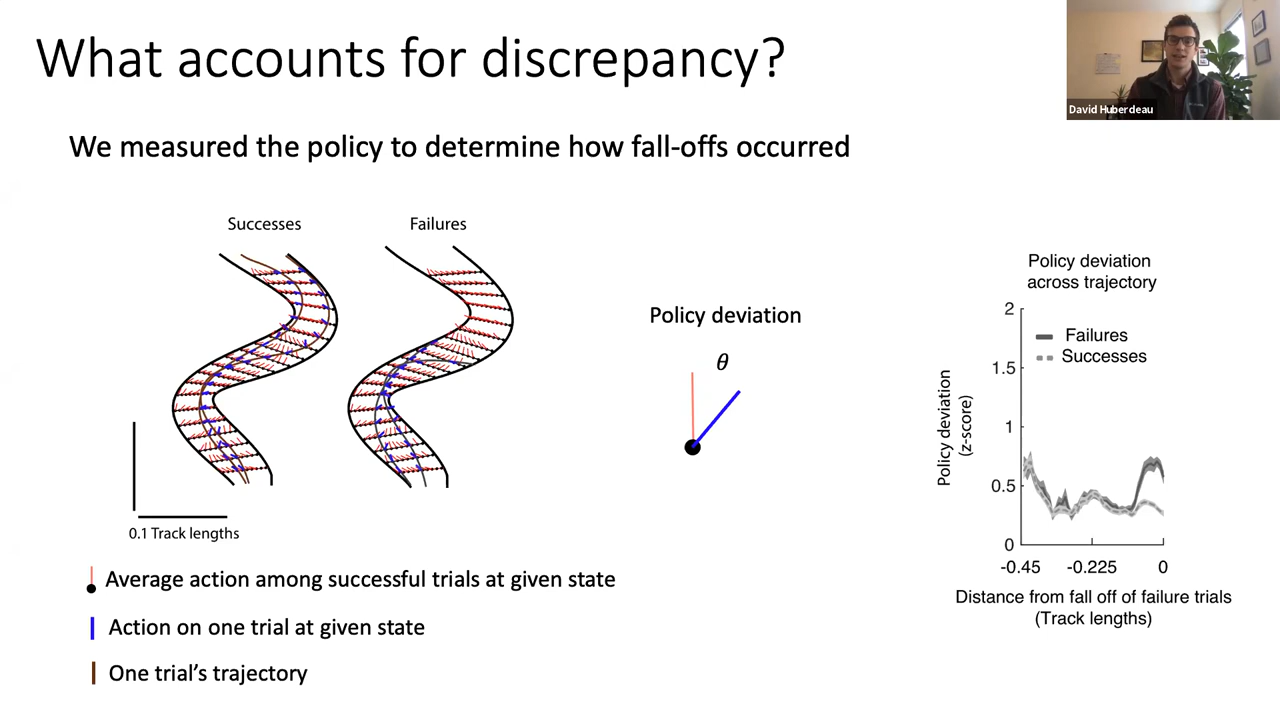 What accounts for discrepancy?
David Huberdeau
We measured the policy to determine how fall-offs occurred
Successes
Failures
0.1 Track lengths
Policy deviation
θ
Policy deviation
across trajectory
Failures
Successes
Policy deviation
(z-score)
2
1.5
1
0.5
0
-0.45
-0.225
0
Distance from fall off of failure trials
(Track lengths)
Average action among successful trials at given state
Action on one trial at given state
One trial’s trajectory